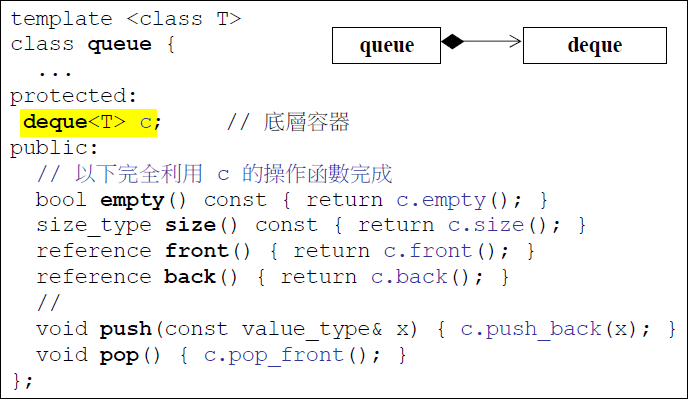 template <class T>
class queue {
queue
deque
...
protected:
deque<T> c; // 底層容器
public:
// 以下完全利用 c 的操作函數完成
bool empty() const { return c.empty(); }
size_type size() const { return c.size(); }
reference front() { return c.front(); }
reference back() { return c.back(); }
//
void push(const value_type& x) { c.push_back(x); }
void pop() { c.pop_front(); }
};